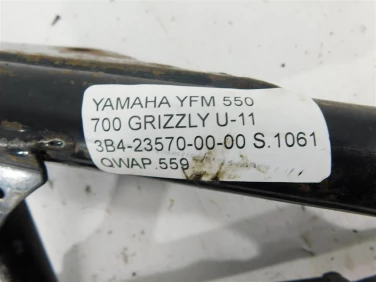 YAMAHA YFM 550
700 GRIZZLY U-11
3B4-23570-00-00 S.1061
QWAP.559